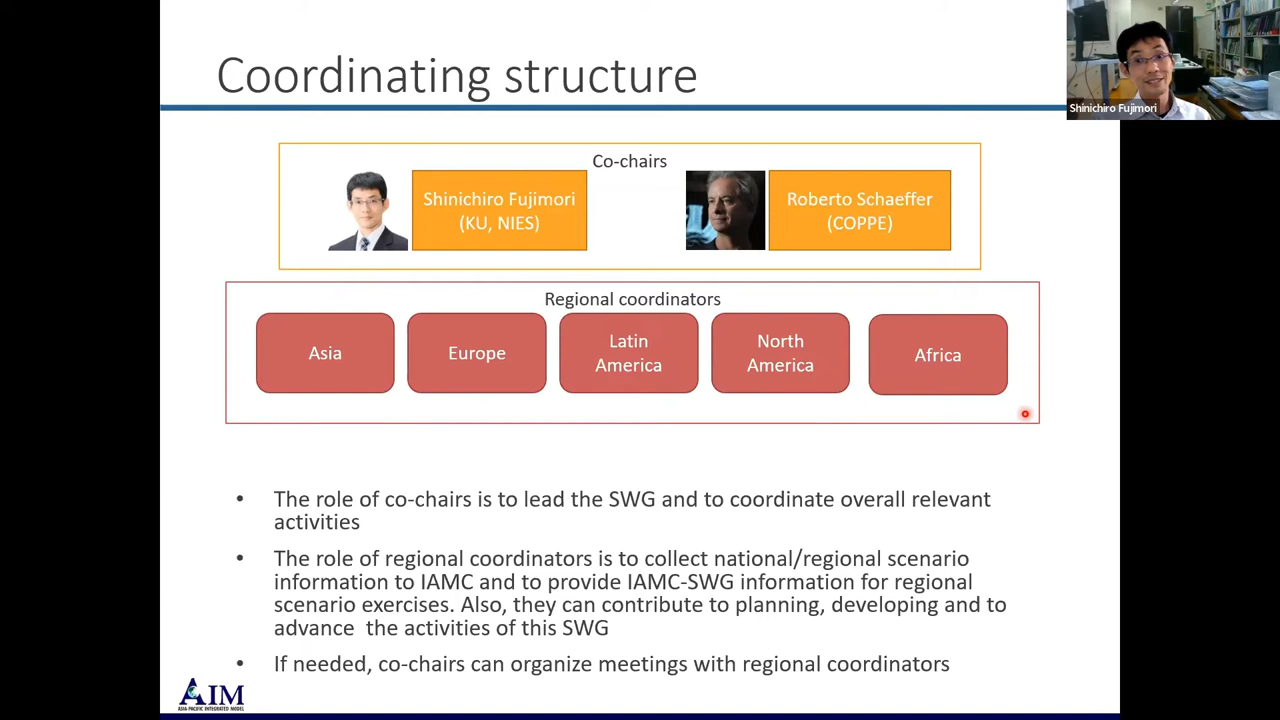 Coordinating structure
Shinichiro Fujimori
Co-chairs
Shinichiro Fujimori
(KU, NIES)
Roberto Schaeffer
(COPPE)
Regional coordinators
Asia
Europe
Latin
America
North
America
Africa
• The role of co-chairs is to lead the SWG and to coordinate overall relevant
activities
• The role of regional coordinators is to collect national/regional scenario
information to IAMC and to provide IAMC-SWG information for regional
scenario exercises. Also, they can contribute to planning, developing and to
advance the activities of this SWG
• If needed, co-chairs can organize meetings with regional coordinators
AIM
ASIA-PACIFIC INTEGRATED MODEL